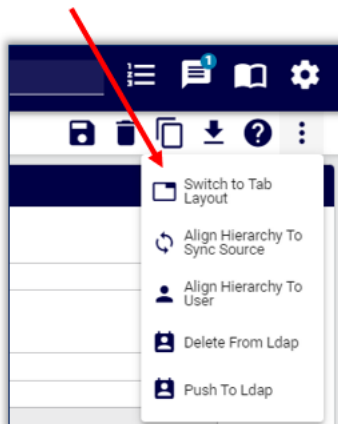 1
Switch to Tab
Layout
Align Hierarchy To
Sync Source
Align Hierarchy To
User
Delete From Ldap
Push To Ldap